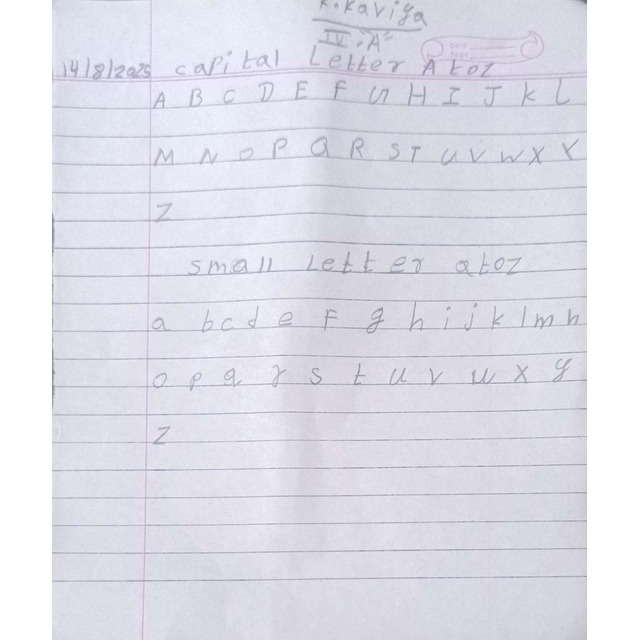 K. Kaviya
IV-"A"
14/8/2025 capital Letter A to z
A B C D E F G H I J K L
M N O P Q R S T U V W X Y
Z
small Letter a to z
a b c d e F g h i j k l m n
o p q r s t u v w x y
z